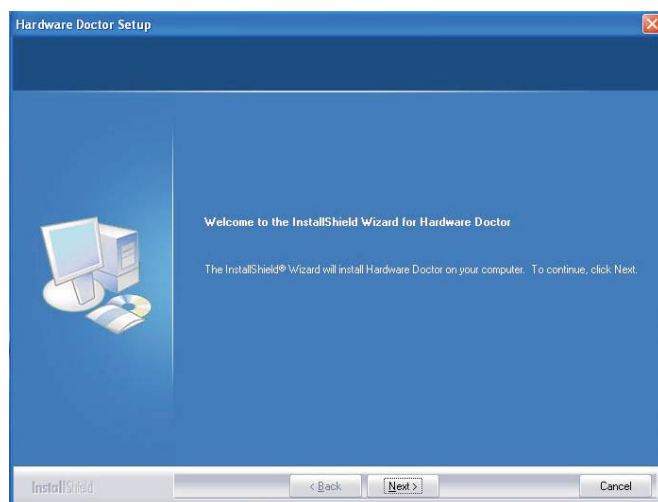 Hardware Doctor Setup
Welcome to the InstallShield Wizard for Hardware Doctor
The InstallShield® Wizard will install Hardware Doctor on your computer. To continue, click Next.
InstallShield
< Back
Next >
Cancel